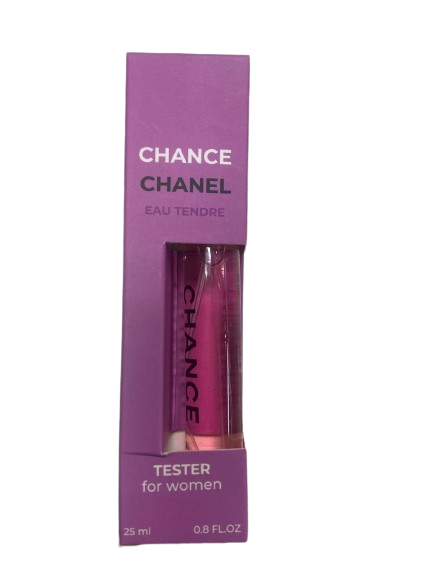 CHANCE
CHANEL
EAU TENDRE
CHANCE
TESTER
for women
25 ml 0.8 FL.OZ